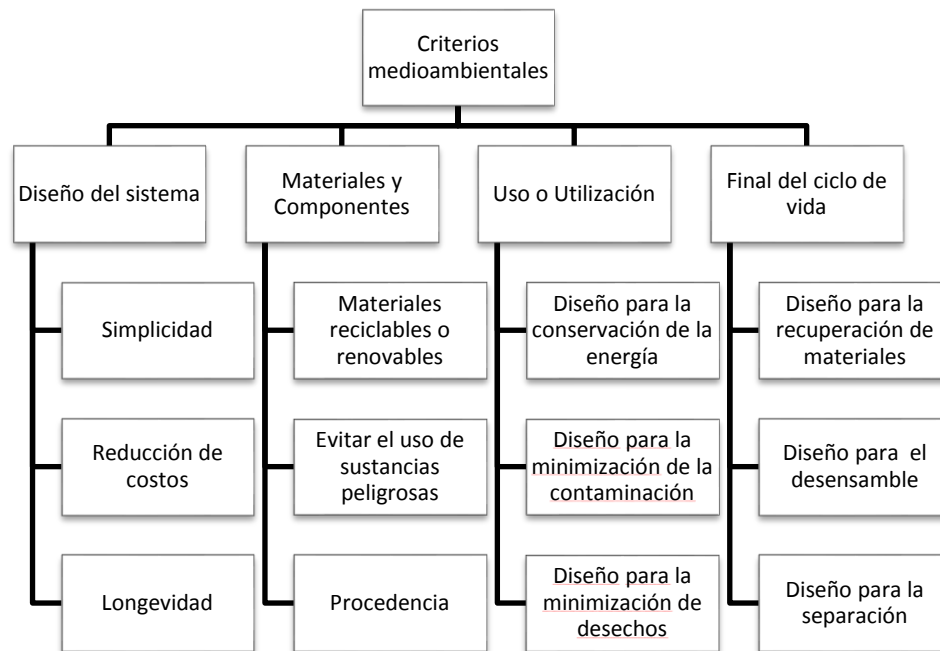 Criterios
medioambientales
Diseño del sistema
Materiales y
Componentes
Uso o Utilización
Final del ciclo de
vida
Simplicidad
Materiales
reciclables o
renovables
Diseño para la
conservación de la
energía
Diseño para la
recuperación de
materiales
Reducción de
costos
Evitar el uso de
sustancias
peligrosas
Diseño para la
minimización de la
contaminación
Diseño para el
desensamble
Longevidad
Procedencia
Diseño para la
minimización de
desechos
Diseño para la
separación